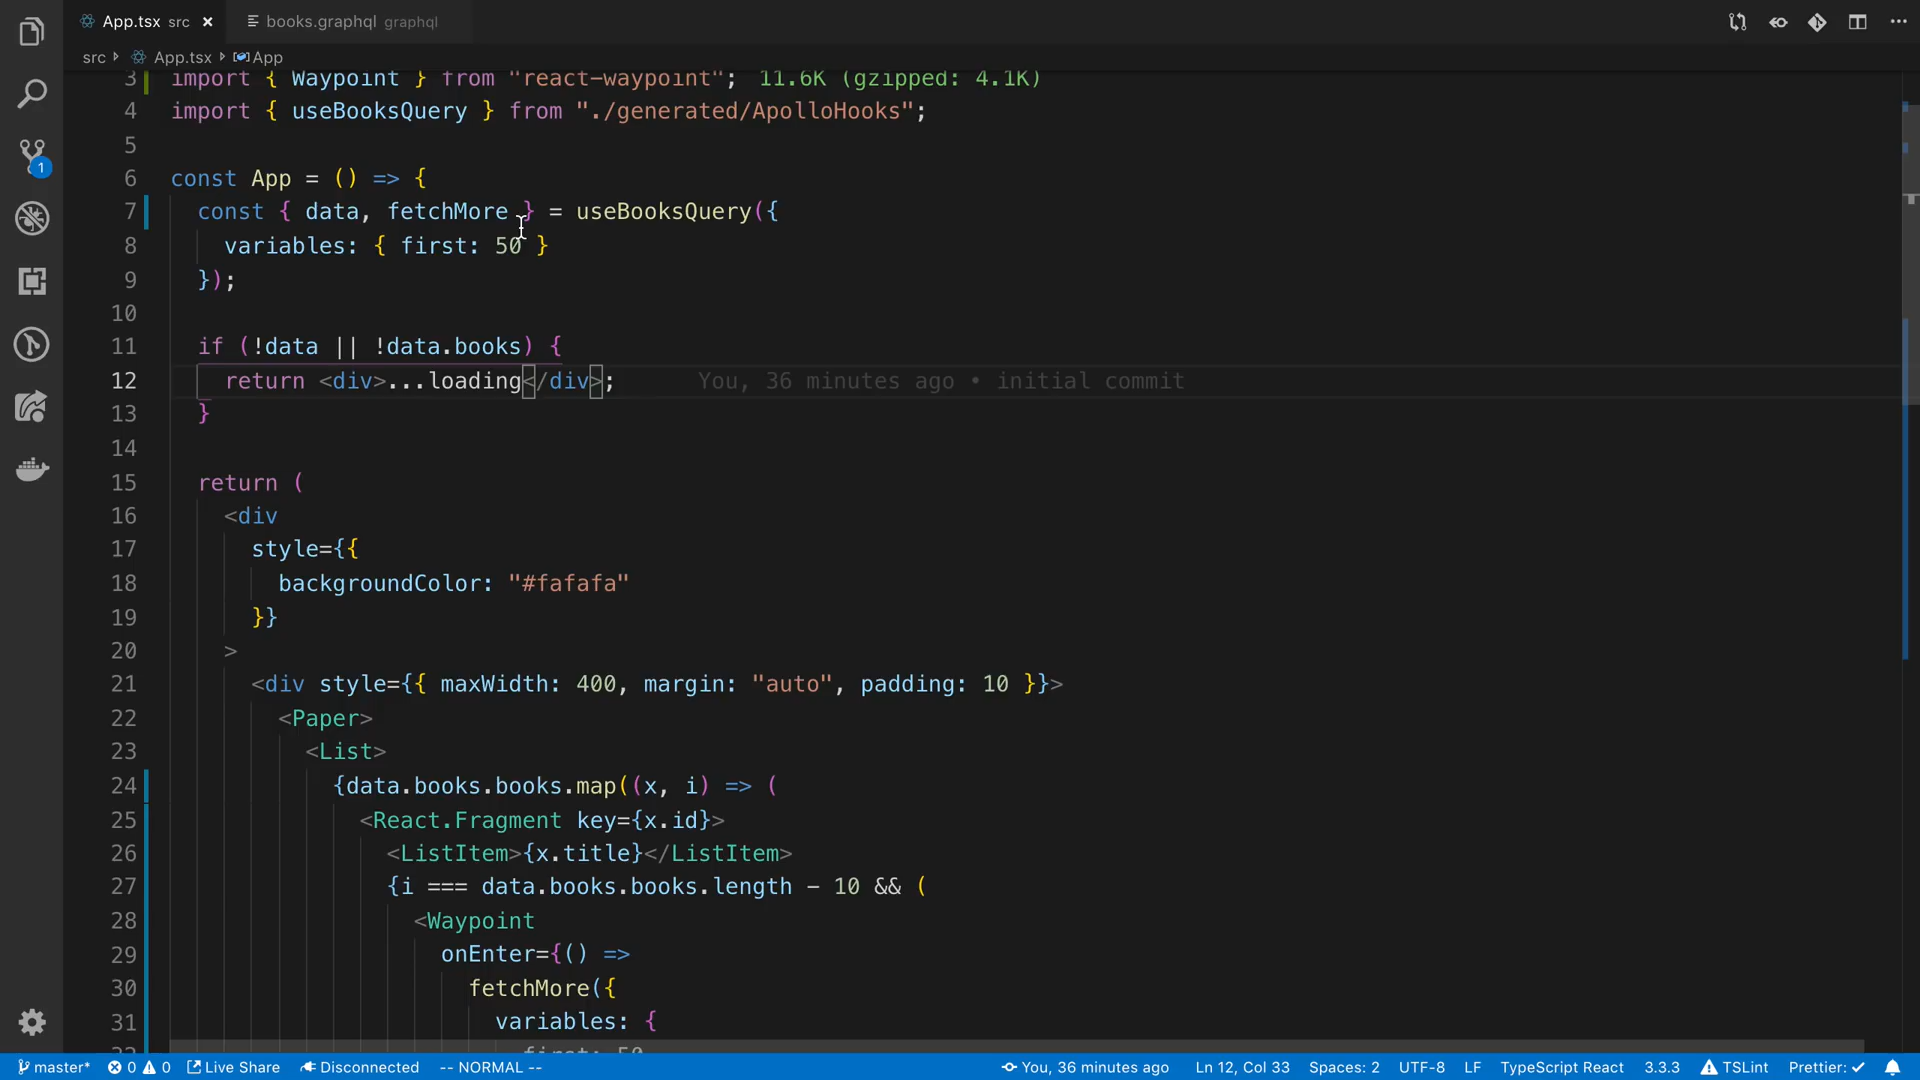 App.tsx src × books.graphql graphql
src App.tsx App
3 import { Waypoint } from "react-waypoint"; 11.6K (gzipped: 4.1K)
4 import { useBooksQuery } from "./generated/ApolloHooks";
5
6 const App = () => {
7 const { data, fetchMore } = useBooksQuery({
8 variables: { first: 50 }
9 });
10
11 if (!data || !data.books) {
12 return <div>...loading</div>; You, 36 minutes ago • initial commit
13 }
14
15 return (
16 <div
17 style={{
18 backgroundColor: "#fafafa"
19 }}
20 >
21 <div style={{ maxWidth: 400, margin: "auto", padding: 10 }}>
22 <Paper>
23 <List>
24 {data.books.books.map((x, i) => (
25 <React.Fragment key={x.id}>
26 <ListItem>{x.title}</ListItem>
27 {i === data.books.books.length - 10 && (
28 <Waypoint
29 onEnter={() =>
30 fetchMore({
31 variables: {
1
master* 0 0 Live Share Disconnected -- NORMAL -- You, 36 minutes ago Ln 12, Col 33 Spaces: 2 UTF-8 LF TypeScript React 3.3.3 TSLint Prettier: ✓